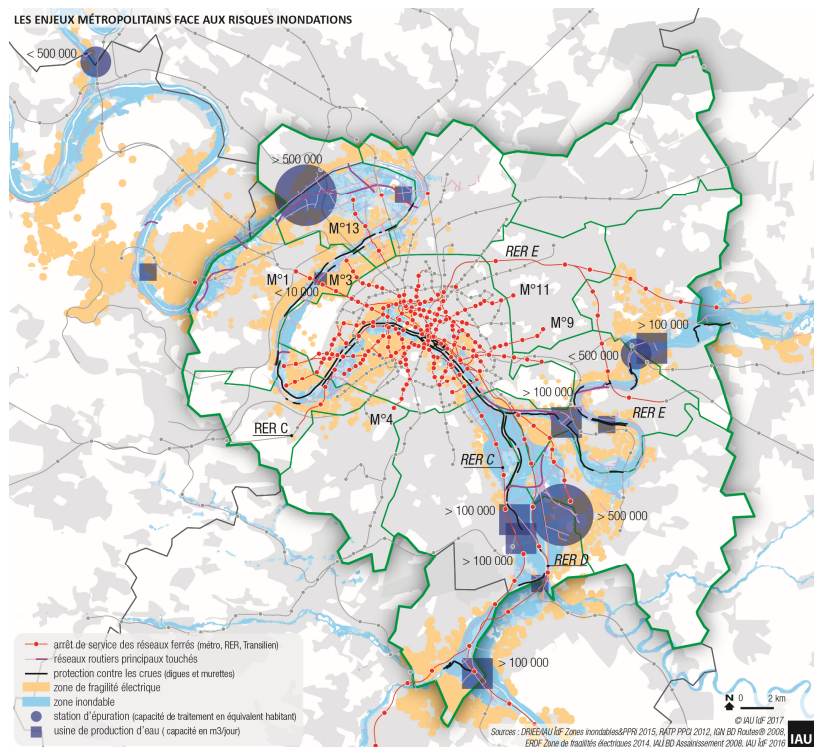 LES ENJEUX MÉTROPOLITAINS FACE AUX RISQUES INONDATIONS
< 500 000
> 500 000
M°13
RER E
M°1
M°3
< 10 000
M°11
M°9
> 100 000
< 500 000
> 100 000
RER E
M°4
RER C
RER C
> 100 000
> 500 000
> 100 000
RER D
> 100 000
arrêt de service des réseaux ferrés (métro, RER, Transilien)
réseaux routiers principaux touchés
protection contre les crues (digues et murettes)
zone de fragilité électrique
zone inondable
station d'épuration (capacité de traitement en équivalent habitant)
usine de production d'eau ( capacité en m3/jour)
N 0 2 km
© IAU îdF 2017
Sources : DRIEE/IAU îdF Zones inondables&PPRi 2015, RATP PPCI 2012, IGN BD Routes® 2008,
ERDF Zone de fragilités électriques 2014, IAU BD Assainissement 2008, IAU îdF 2016
IAU